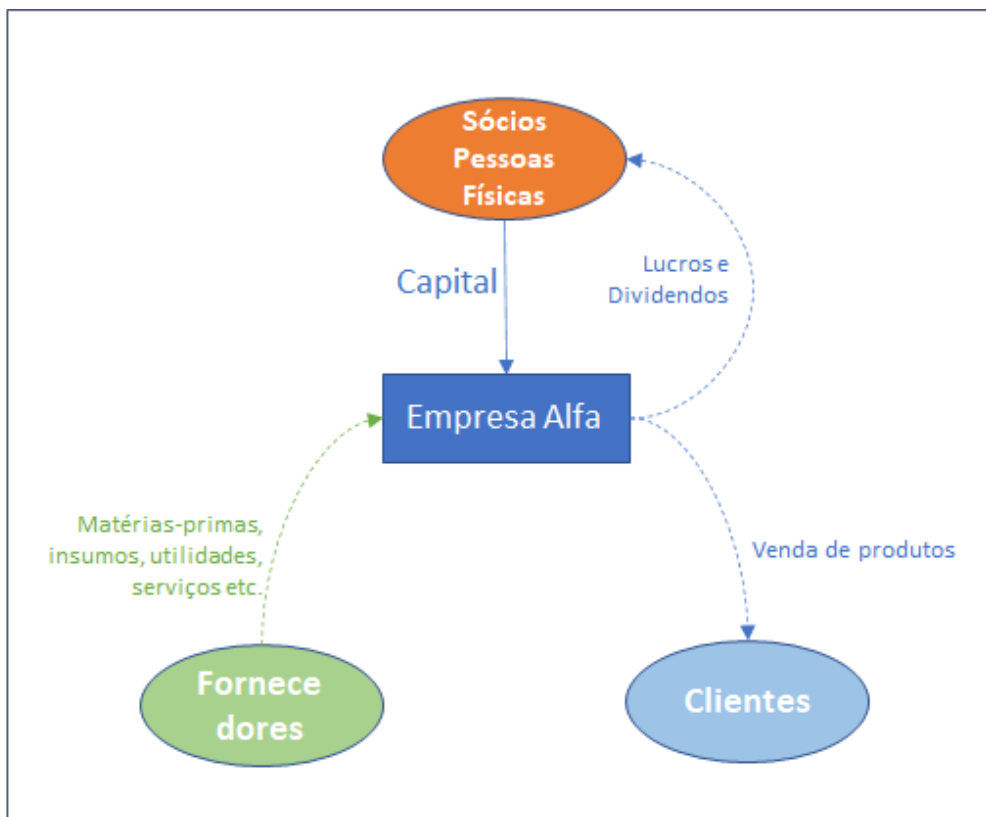 Sócios
Pessoas
Físicas
Capital
Lucros e
Dividendos
Empresa Alfa
Matérias-primas,
insumos, utilidades,
serviços etc.
Venda de produtos
Fornece
dores
Clientes